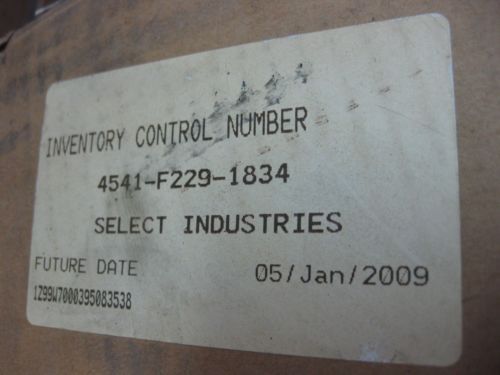 INVENTORY CONTROL NUMBER
4541-F229-1834
SELECT INDUSTRIES
FUTURE DATE 05/Jan/2009
1Z99W7000395083538